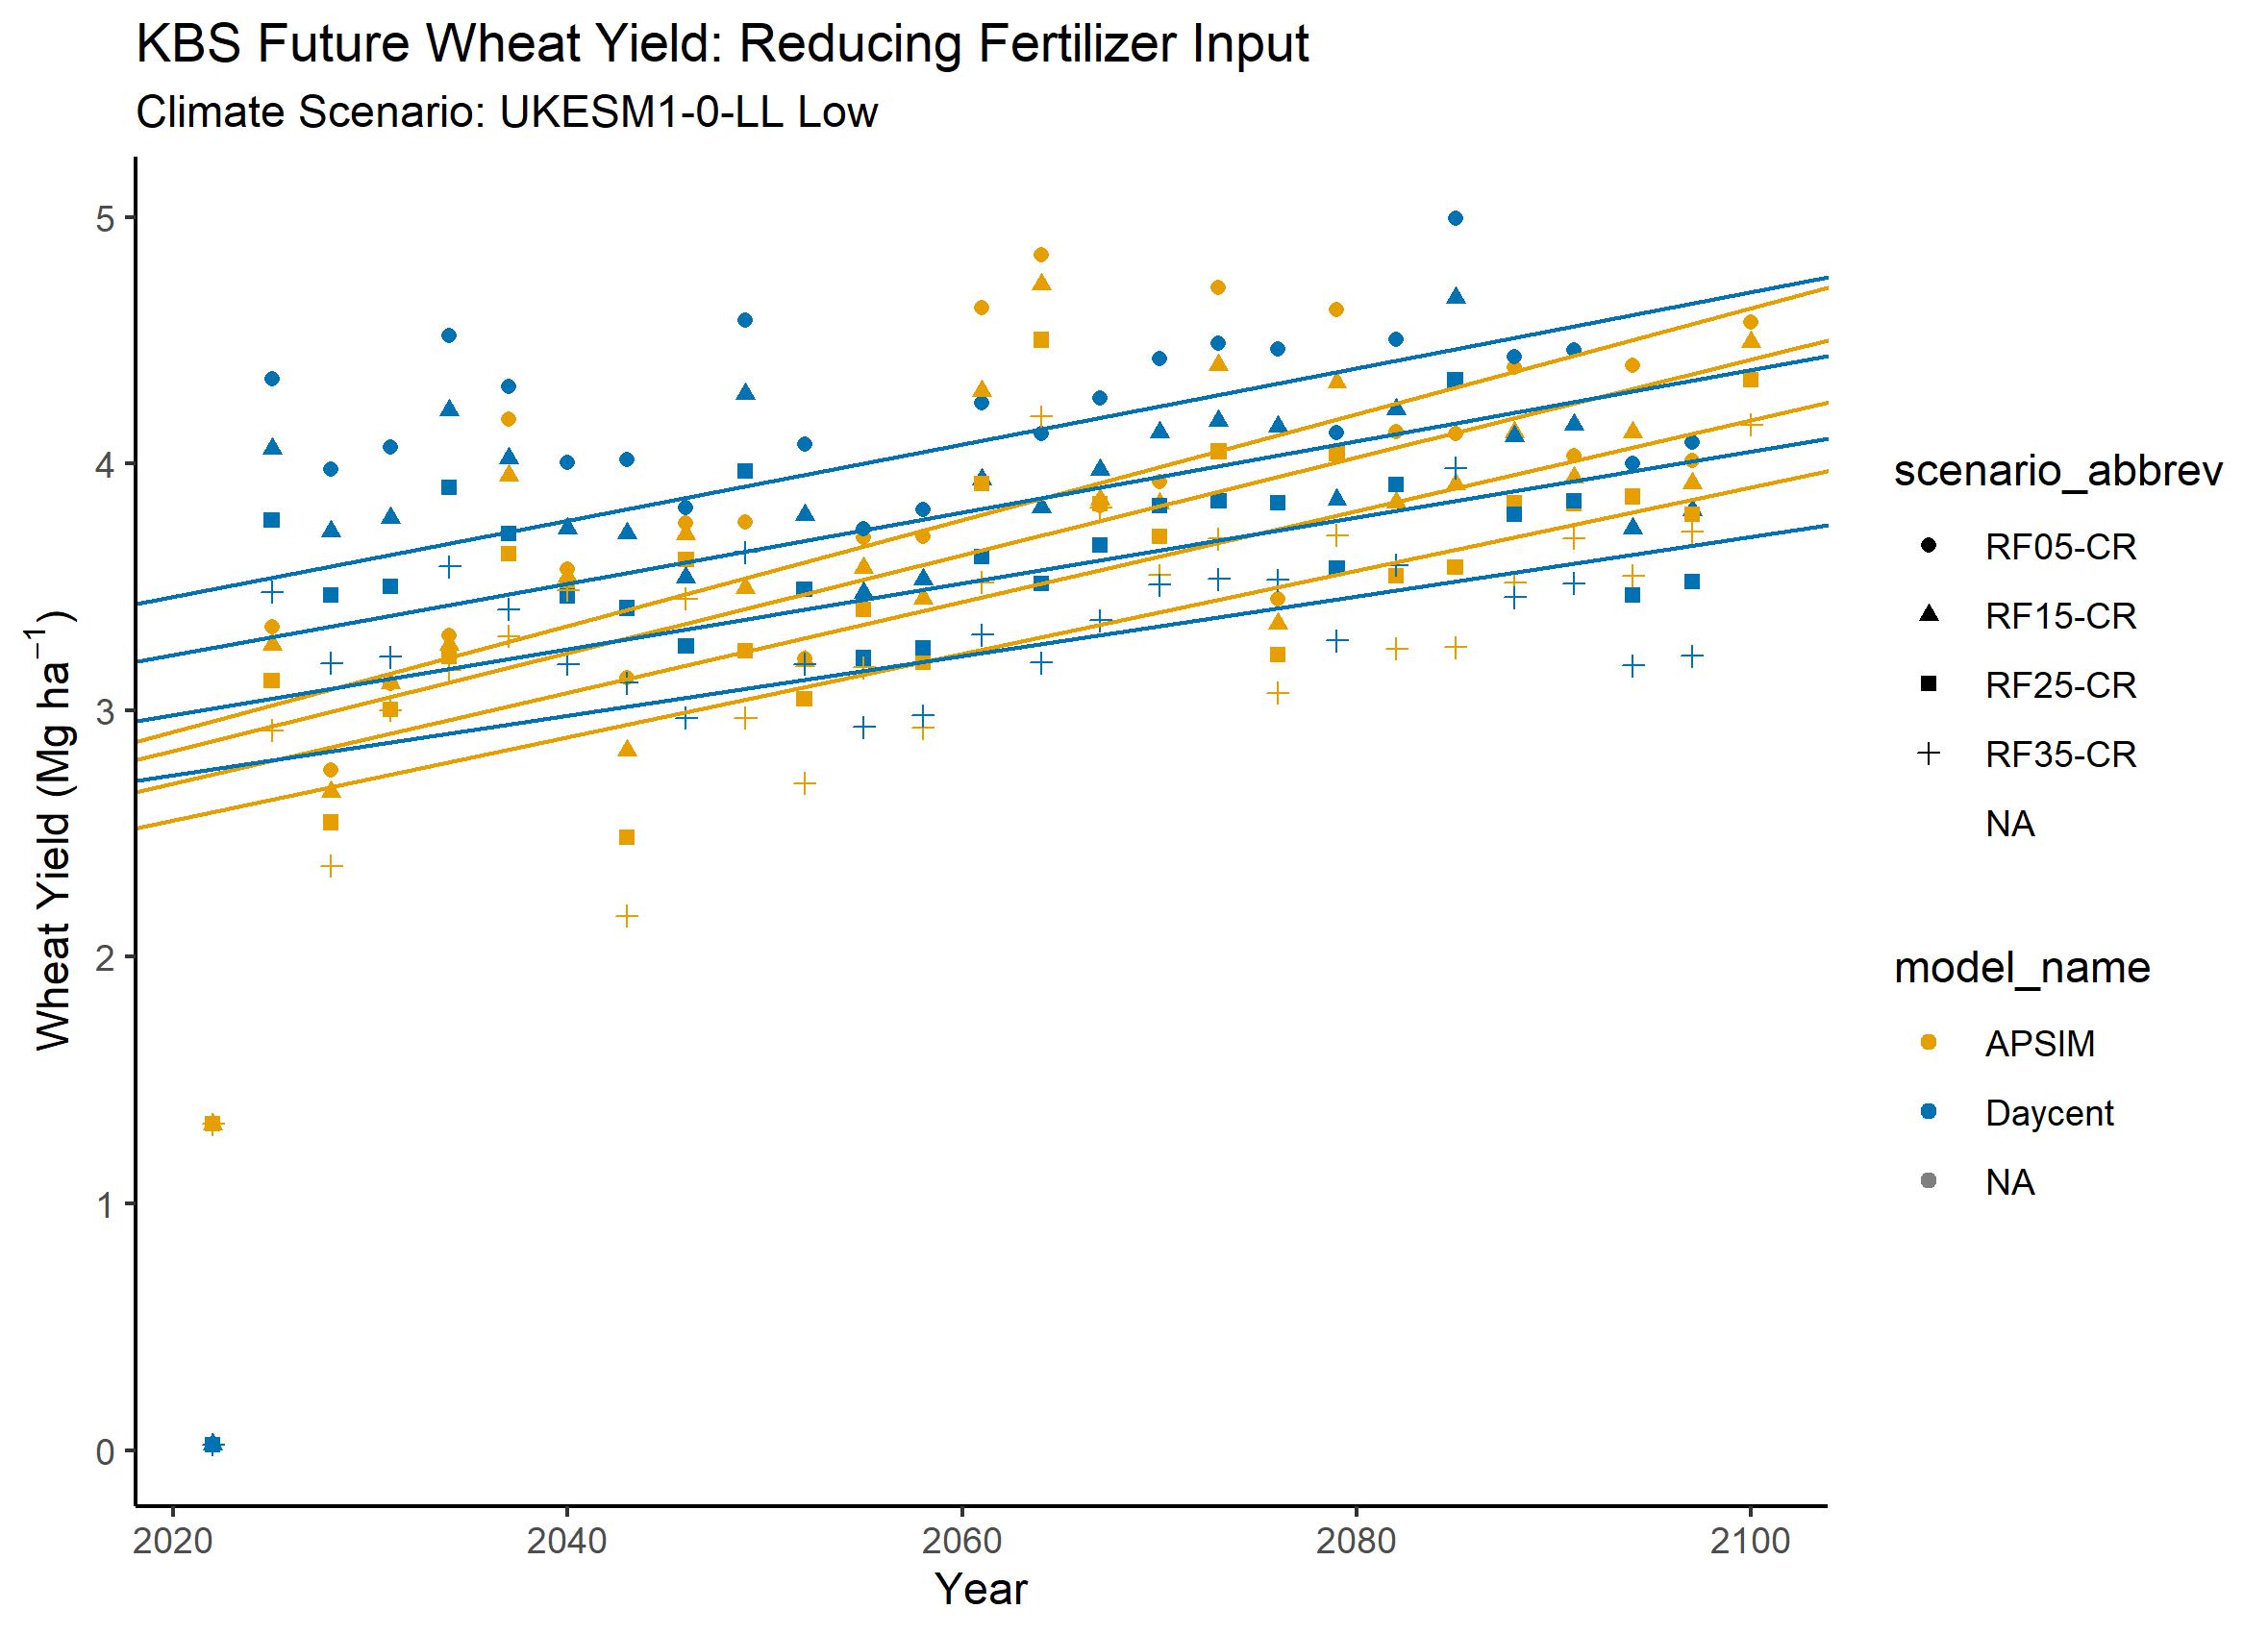 KBS Future Wheat Yield: Reducing Fertilizer Input
Climate Scenario: UKESM1-0-LL Low
Wheat Yield (Mg ha⁻¹)
5
4
3
2
1
0
2020
2040
2060
2080
2100
Year
scenario_abbrev
RF05-CR
RF15-CR
RF25-CR
RF35-CR
NA
model_name
APSIM
Daycent
NA